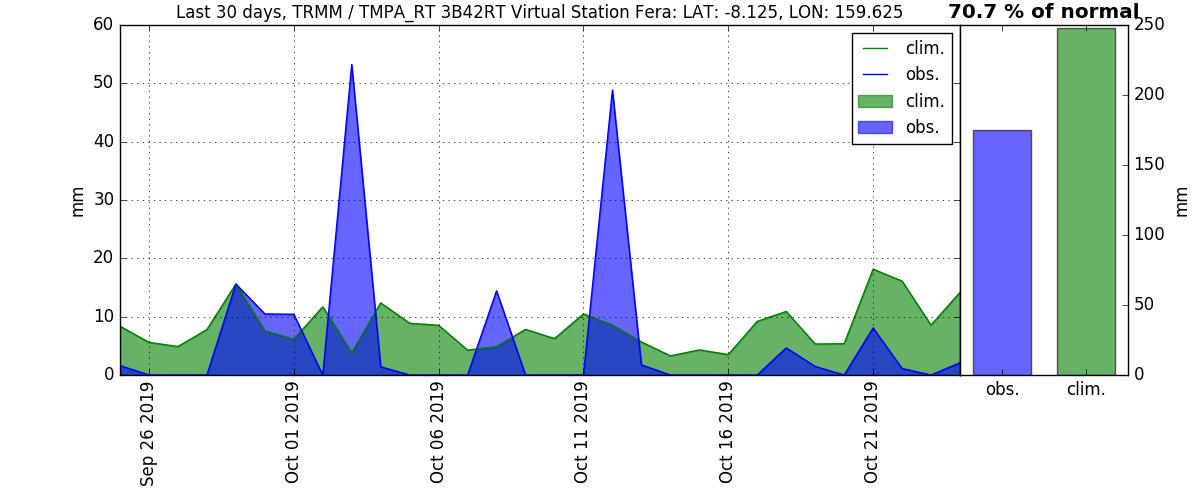 Last 30 days, TRMM / TMPA_RT 3B42RT Virtual Station Fera: LAT: -8.125, LON: 159.625
70.7 % of normal
60
50
40
30
20
10
0
mm
clim.
obs.
clim.
obs.
Sep 26 2019
Oct 01 2019
Oct 06 2019
Oct 11 2019
Oct 16 2019
Oct 21 2019
250
200
150
100
50
0
mm
obs.
clim.